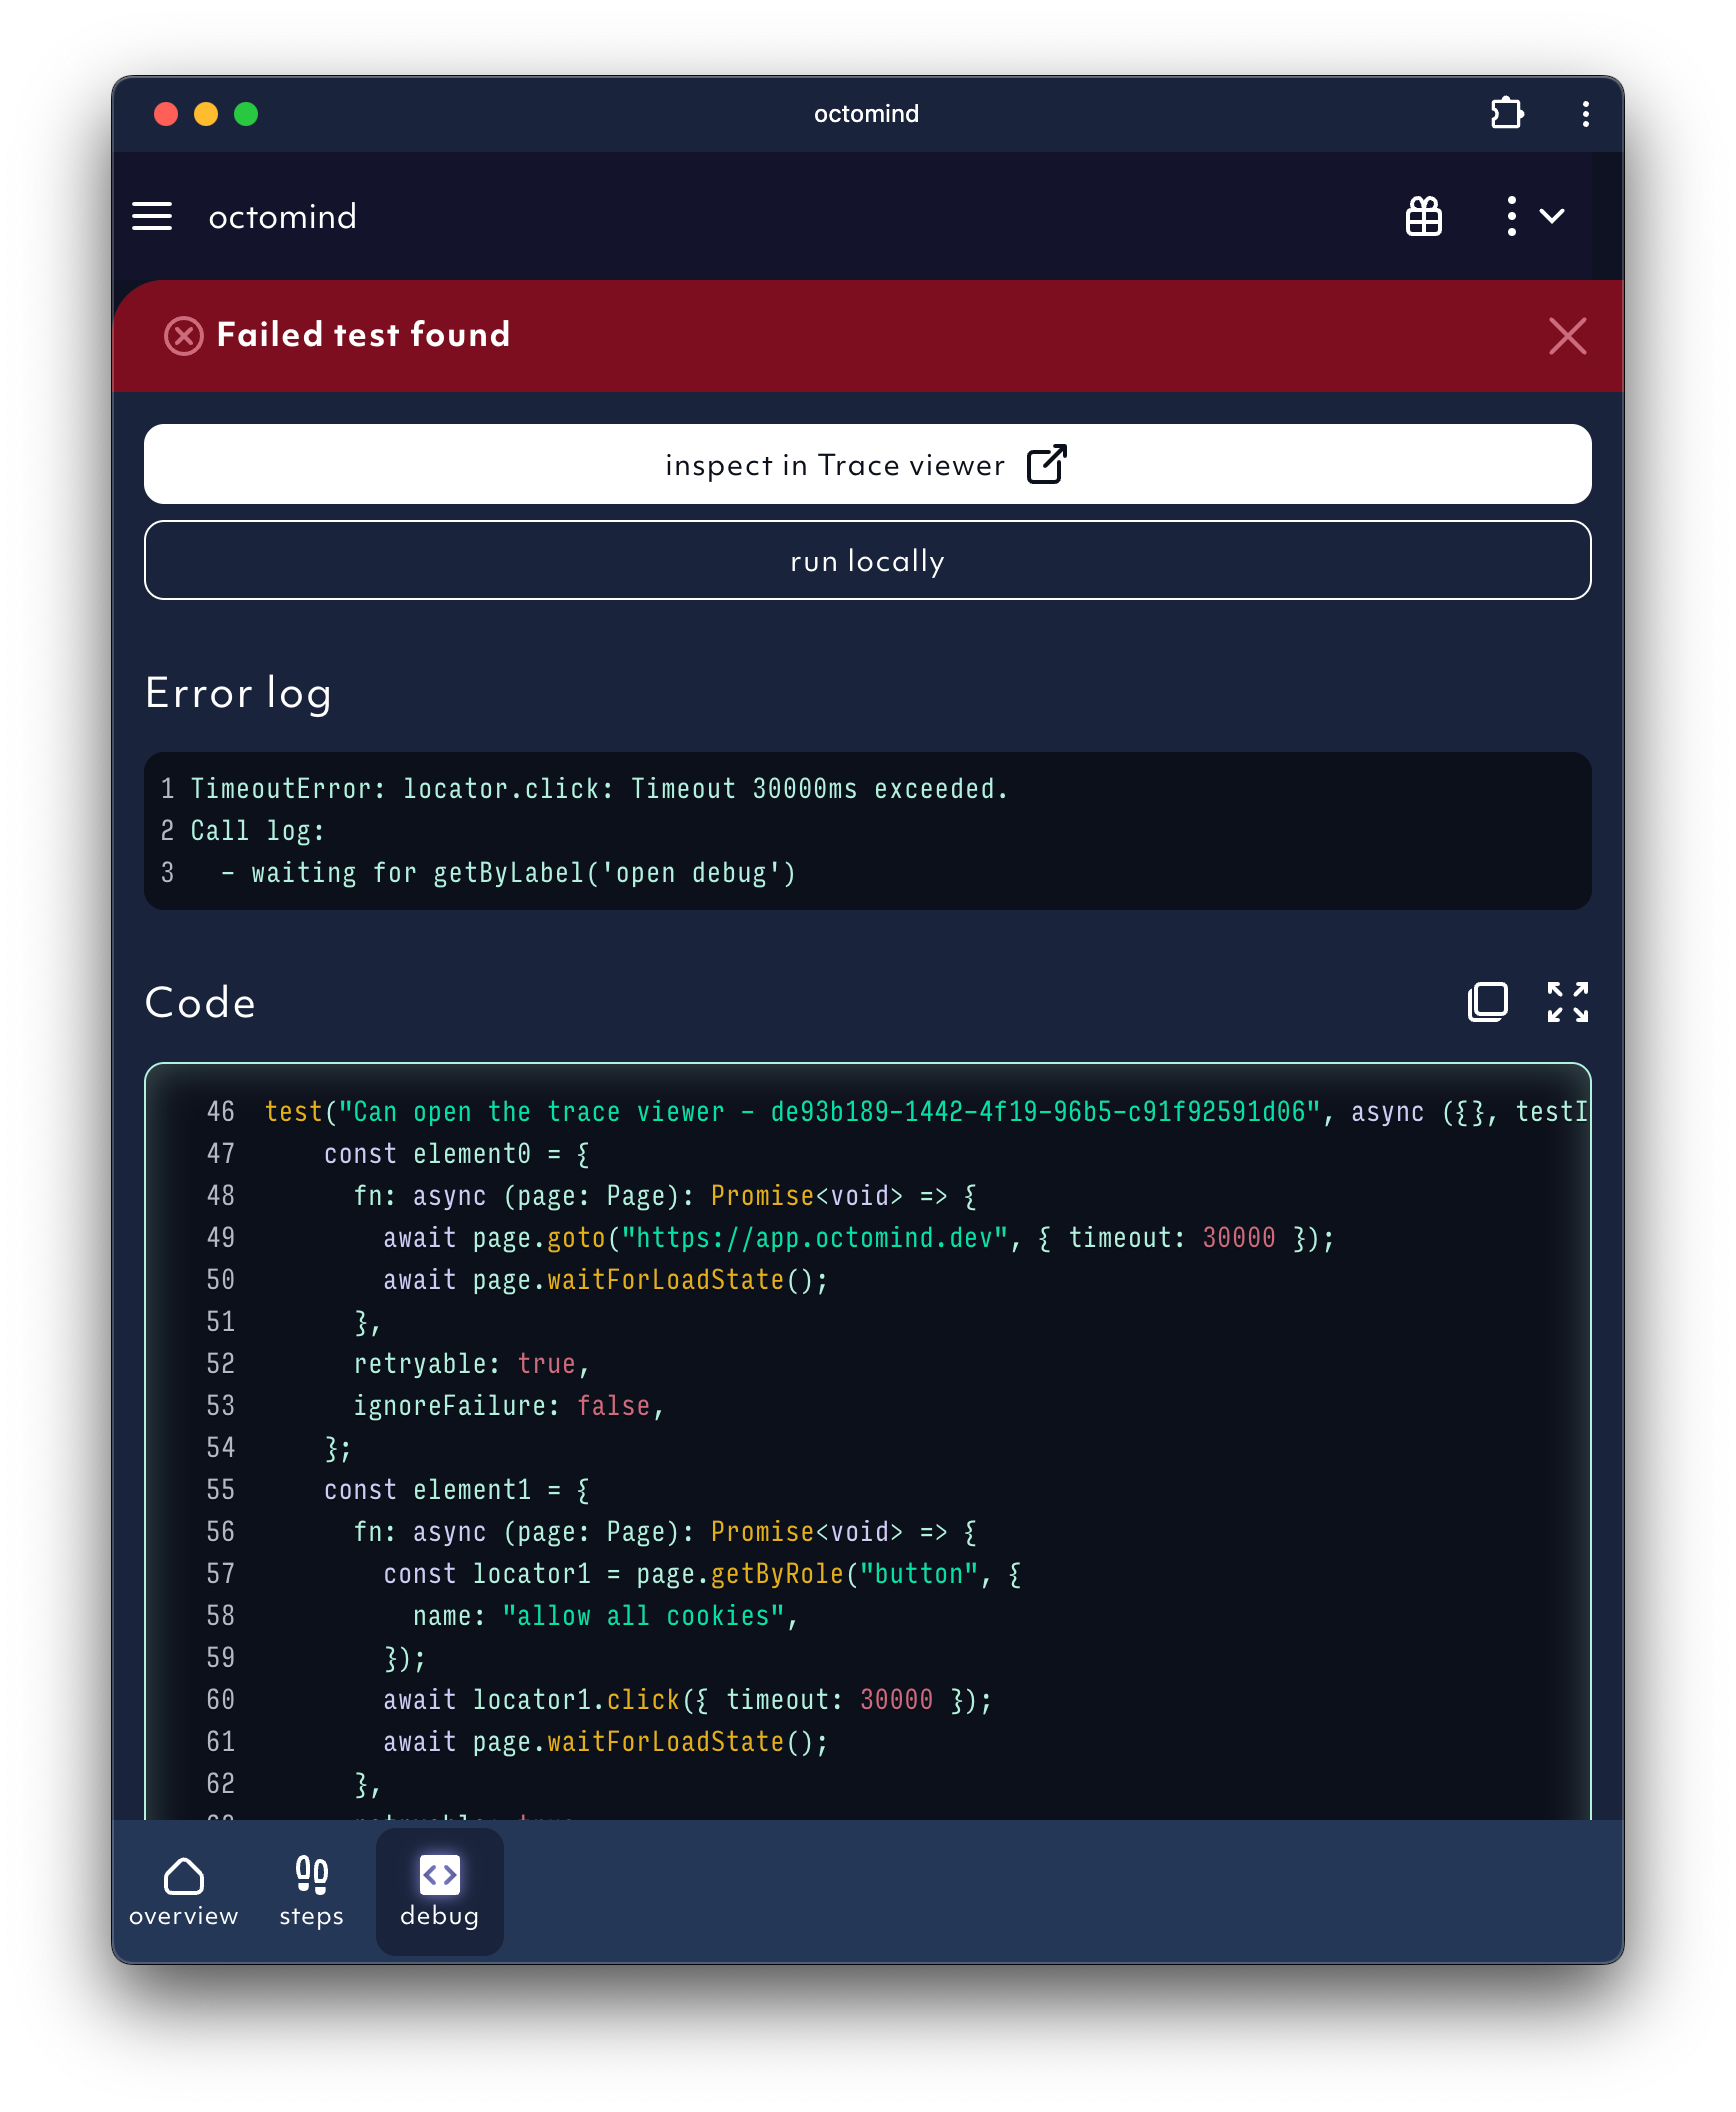 octomind
octomind
Failed test found
inspect in Trace viewer
run locally
Error log
1 TimeoutError: locator.click: Timeout 30000ms exceeded.
2 Call log:
3   - waiting for getByLabel('open debug')
Code
46  test("Can open the trace viewer - de93b189-1442-4f19-96b5-c91f92591d06", async ({}, testI
47      const element0 = {
48        fn: async (page: Page): Promise<void> => {
49          await page.goto("https://app.octomind.dev", { timeout: 30000 });
50          await page.waitForLoadState();
51        },
52        retryable: true,
53        ignoreFailure: false,
54      };
55      const element1 = {
56        fn: async (page: Page): Promise<void> => {
57          const locator1 = page.getByRole("button", {
58            name: "allow all cookies",
59          });
60          await locator1.click({ timeout: 30000 });
61          await page.waitForLoadState();
62        },
overview
steps
debug